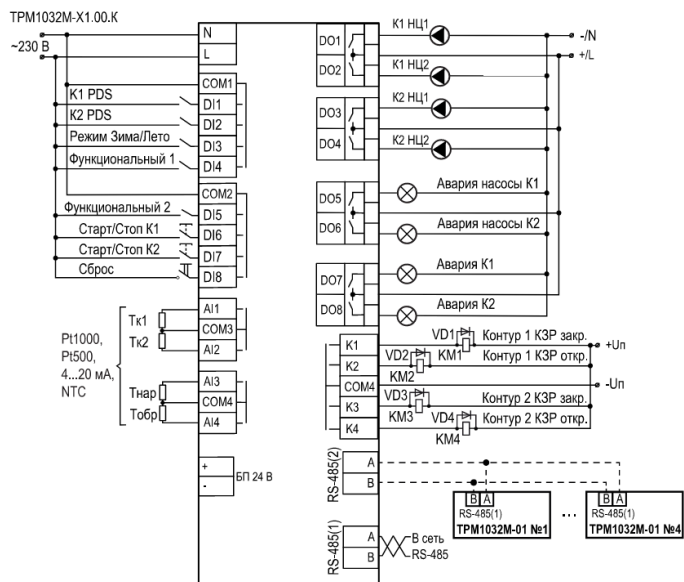 ТРМ1032М-Х1.00.К
~230 В
N
L
COM1
K1 PDS
DI1
K2 PDS
DI2
Режим Зима/Лето
DI3
Функциональный 1
DI4
COM2
Функциональный 2
DI5
Старт/Стоп К1
DI6
Старт/Стоп К2
DI7
Сброс
DI8
Pt1000,
Pt500,
4...20 мА,
NTC
Тк1
Тк2
AI1
COM3
AI2
Тнар
Тобр
AI3
COM4
AI4
+
-
БП 24 В
DO1
К1 НЦ1
-/N
+/L
DO2
К1 НЦ2
DO3
К2 НЦ1
DO4
К2 НЦ2
DO5
Авария насосы К1
DO6
Авария насосы К2
DO7
Авария К1
DO8
Авария К2
K1
VD1
KM1
Контур 1 КЗР закр.
+Uп
K2
VD2
KM2
Контур 1 КЗР откр.
COM4
-Uп
K3
VD3
KM3
Контур 2 КЗР закр.
K4
VD4
KM4
Контур 2 КЗР откр.
RS-485(2)
A
B
B A
RS-485(1)
ТРМ1032М-01 №1
...
B A
RS-485(1)
ТРМ1032М-01 №4
RS-485(1)
A
B
В сеть
RS-485